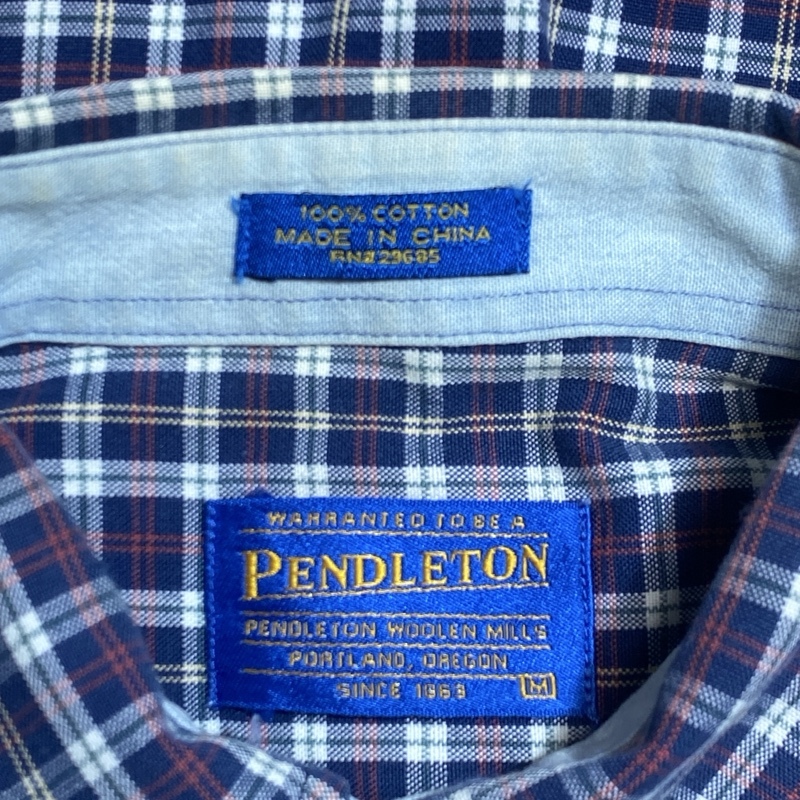 100% COTTON
MADE IN CHINA
RN#29685
WARRANTED TO BE A
PENDLETON
PENDLETON WOOLEN MILLS
PORTLAND, OREGON
SINCE 1863
M